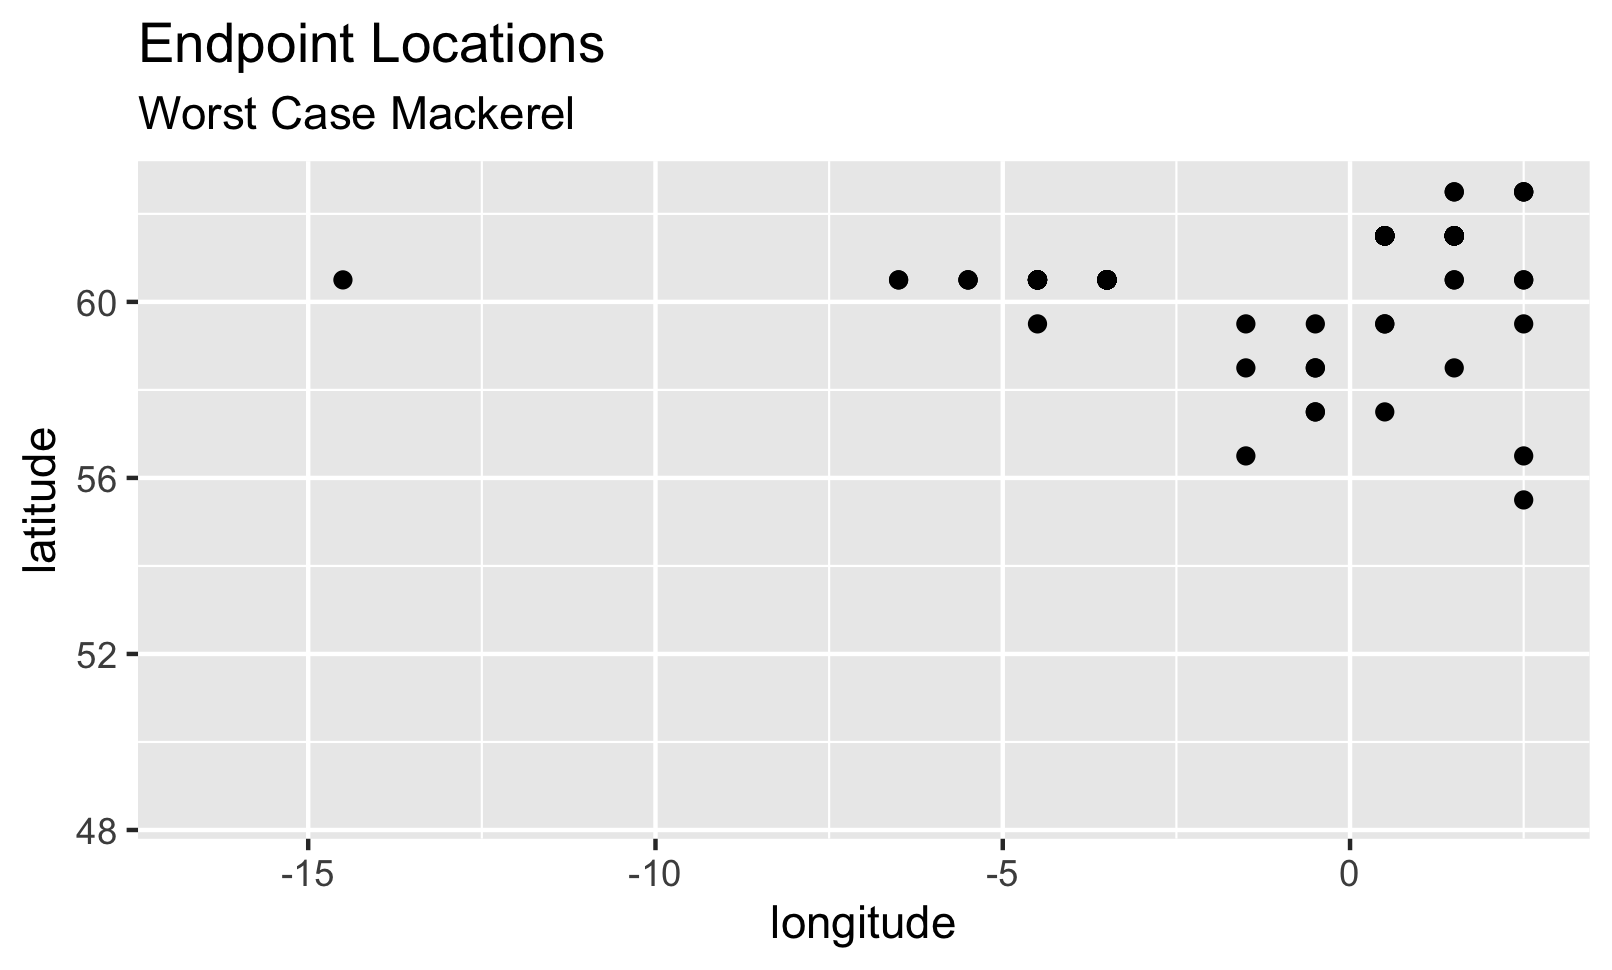 Endpoint Locations
Worst Case Mackerel
latitude
60
56
52
48
-15 -10 -5 0
longitude